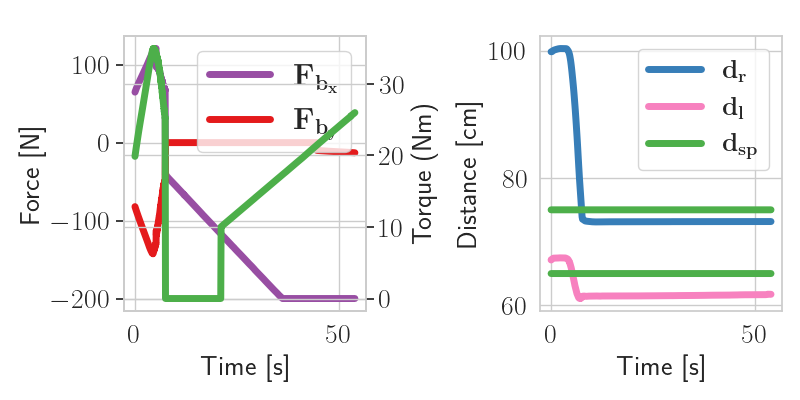 100
0
−100
−200
Force [N]
0
50
Time [s]
F_bx
F_b
30
20
10
0
Torque (Nm)
100
80
60
Distance [cm]
0
50
Time [s]
d_r
d_l
d_sp